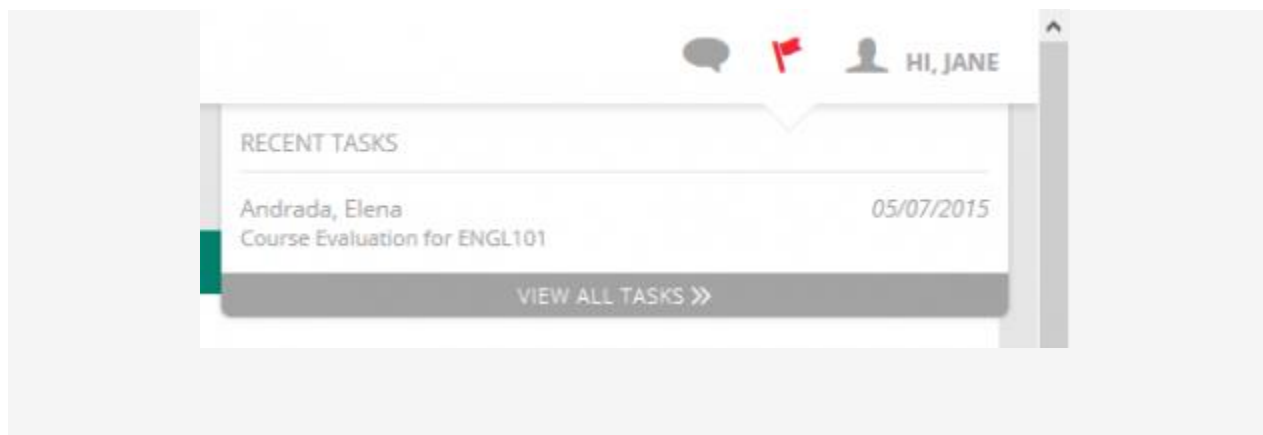 HI, JANE
RECENT TASKS
Andrada, Elena 05/07/2015
Course Evaluation for ENGL101
VIEW ALL TASKS »